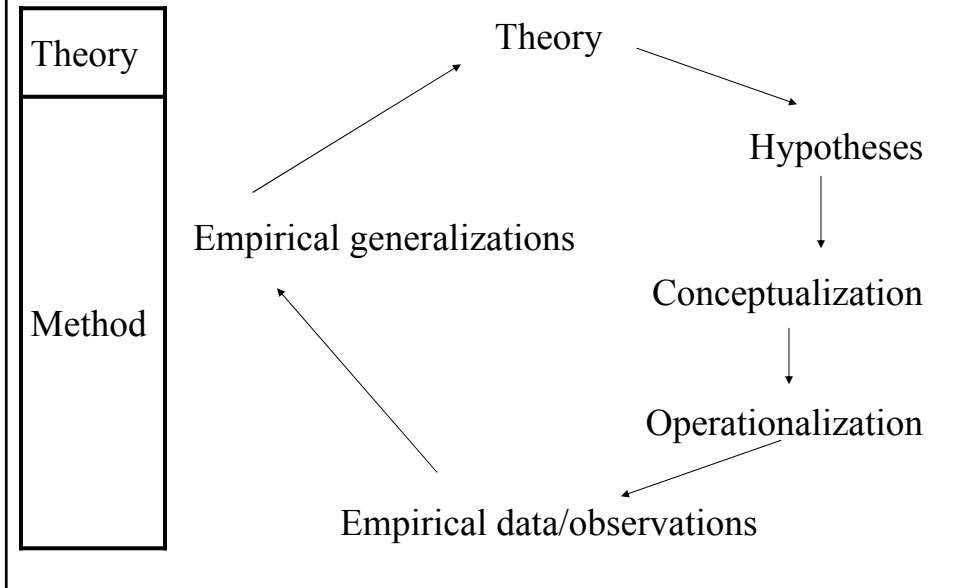 Theory
Theory
Hypotheses
Empirical generalizations
Conceptualization
Method
Operationalization
Empirical data/observations